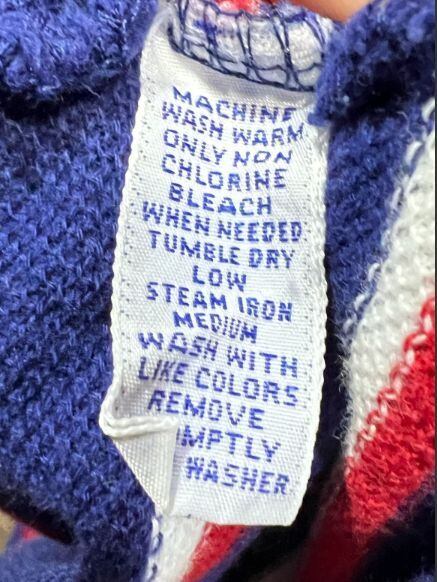 MACHINE
WASH WARM
ONLY NON
CHLORINE
BLEACH
WHEN NEEDED
TUMBLE DRY
LOW
STEAM IRON
MEDIUM
WASH WITH
LIKE COLORS
REMOVE
MPTLY
WASHER